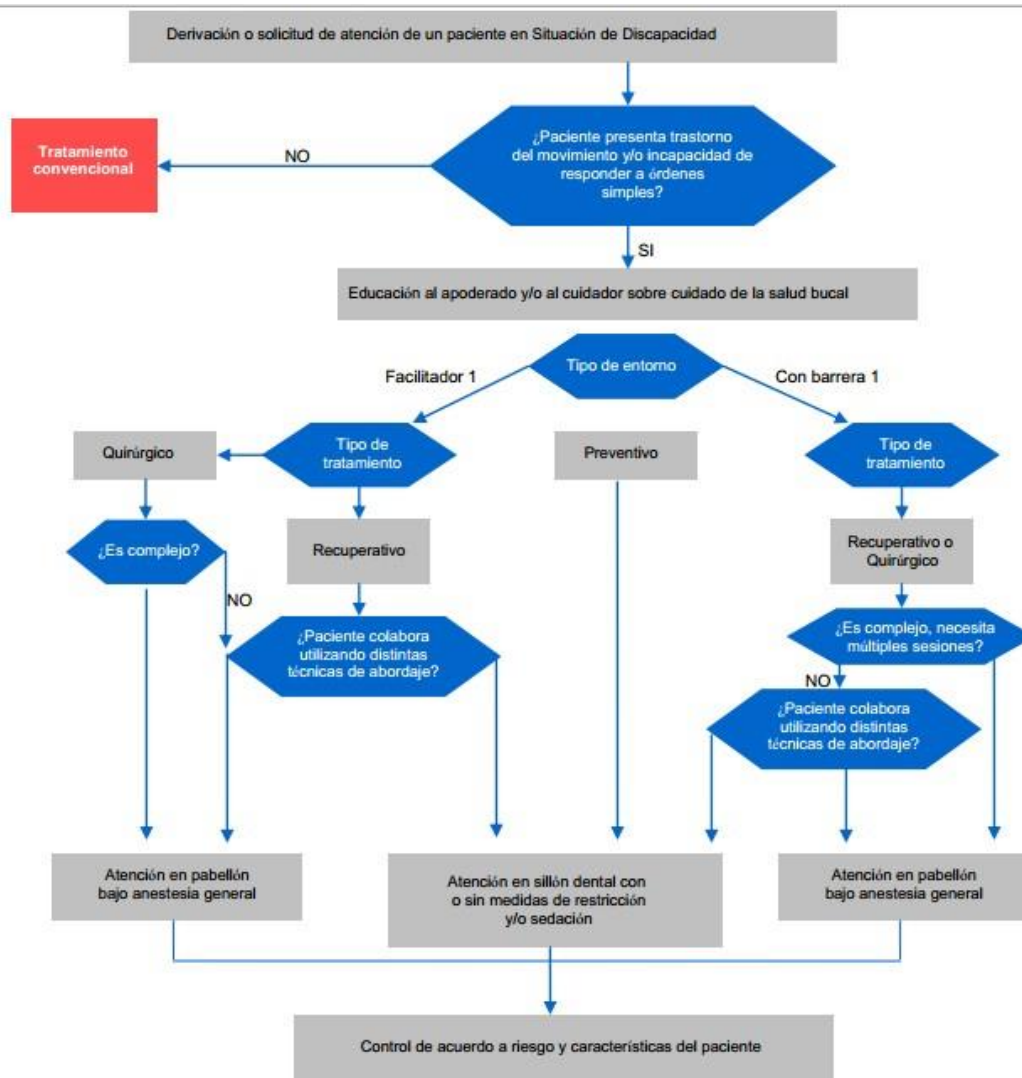 Derivación o solicitud de atención de un paciente en Situación de Discapacidad
¿Paciente presenta trastorno
del movimiento y/o incapacidad de
responder a órdenes
simples?
NO
Tratamiento
convencional
SI
Educación al apoderado y/o al cuidador sobre cuidado de la salud bucal
Tipo de entorno
Facilitador 1
Con barrera 1
Quirúrgico
Tipo de
tratamiento
Preventivo
Tipo de
tratamiento
¿Es complejo?
NO
Recuperativo
Recuperativo o
Quirúrgico
¿Paciente colabora
utilizando distintas
técnicas de abordaje?
¿Es complejo, necesita
múltiples sesiones?
NO
¿Paciente colabora
utilizando distintas
técnicas de abordaje?
Atención en pabellón
bajo anestesia general
Atención en sillón dental con
o sin medidas de restricción
y/o sedación
Atención en pabellón
bajo anestesia general
Control de acuerdo a riesgo y características del paciente